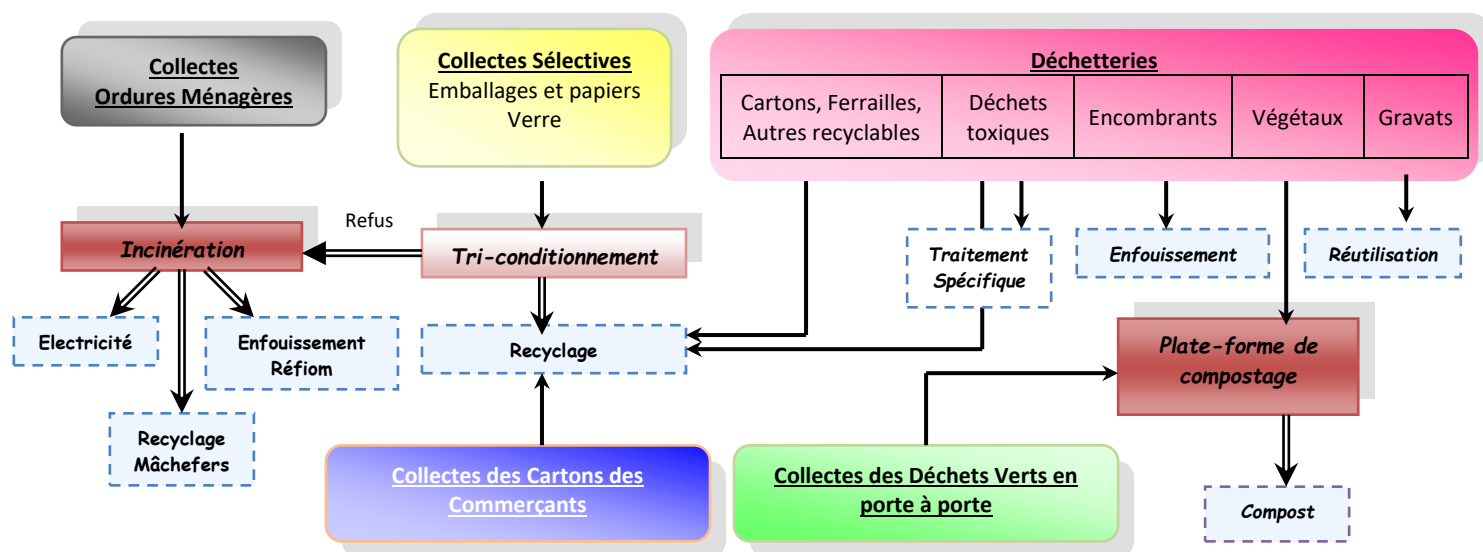 Collectes
Ordures Ménagères
Collectes Sélectives
Emballages et papiers
Verre
Déchetteries
Cartons, Ferrailles,
Autres recyclables
Déchets
toxiques
Encombrants
Végétaux
Gravats
Refus
Incinération
Tri-conditionnement
Traitement
Spécifique
Enfouissement
Réutilisation
Electricité
Enfouissement
Réfiom
Recyclage
Plate-forme de
compostage
Recyclage
Mâchefers
Collectes des Cartons des
Commerçants
Collectes des Déchets Verts en
porte à porte
Compost